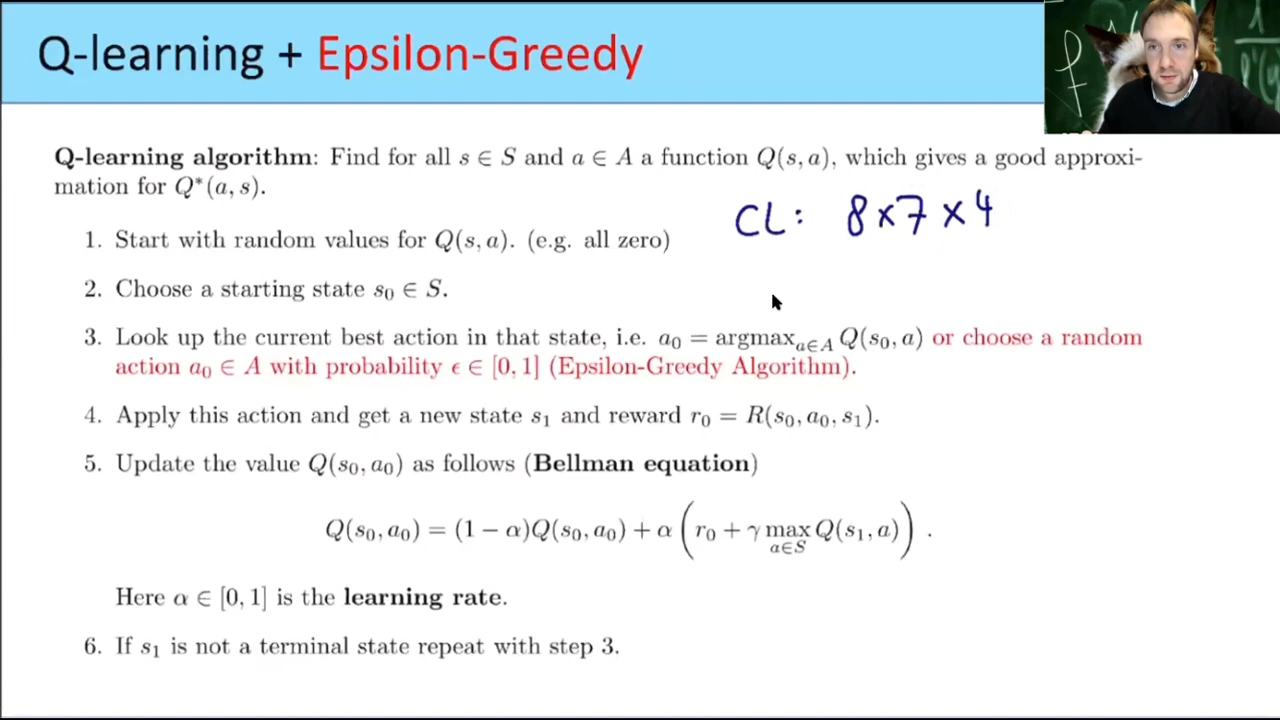 Q-learning + Epsilon-Greedy
Q-learning algorithm: Find for all s ∈ S and a ∈ A a function Q(s, a), which gives a good approxi-
mation for Q*(a, s).
CL: 8×7×4
1. Start with random values for Q(s, a). (e.g. all zero)
2. Choose a starting state s₀ ∈ S.
3. Look up the current best action in that state, i.e. a₀ = argmaxₐ∈A Q(s₀, a) or choose a random
action a₀ ∈ A with probability ϵ ∈ [0, 1] (Epsilon-Greedy Algorithm).
4. Apply this action and get a new state s₁ and reward r₀ = R(s₀, a₀, s₁).
5. Update the value Q(s₀, a₀) as follows (Bellman equation)
Q(s₀, a₀) = (1 − α)Q(s₀, a₀) + α (r₀ + γ max a∈S Q(s₁, a)) .
Here α ∈ [0, 1] is the learning rate.
6. If s₁ is not a terminal state repeat with step 3.